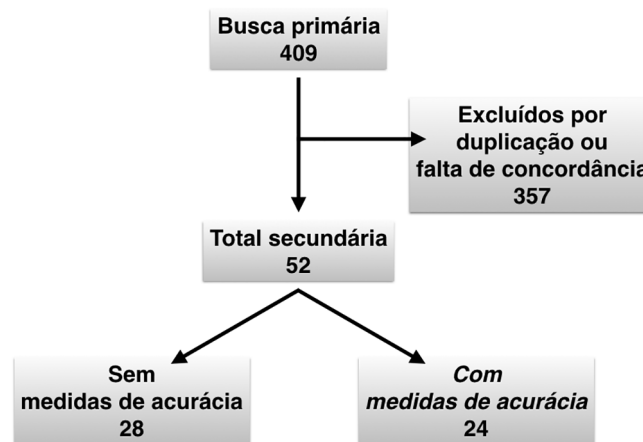 Busca primária
409
Excluídos por
duplicação ou
falta de concordância
357
Total secundária
52
Sem
medidas de acurácia
28
Com
medidas de acurácia
24